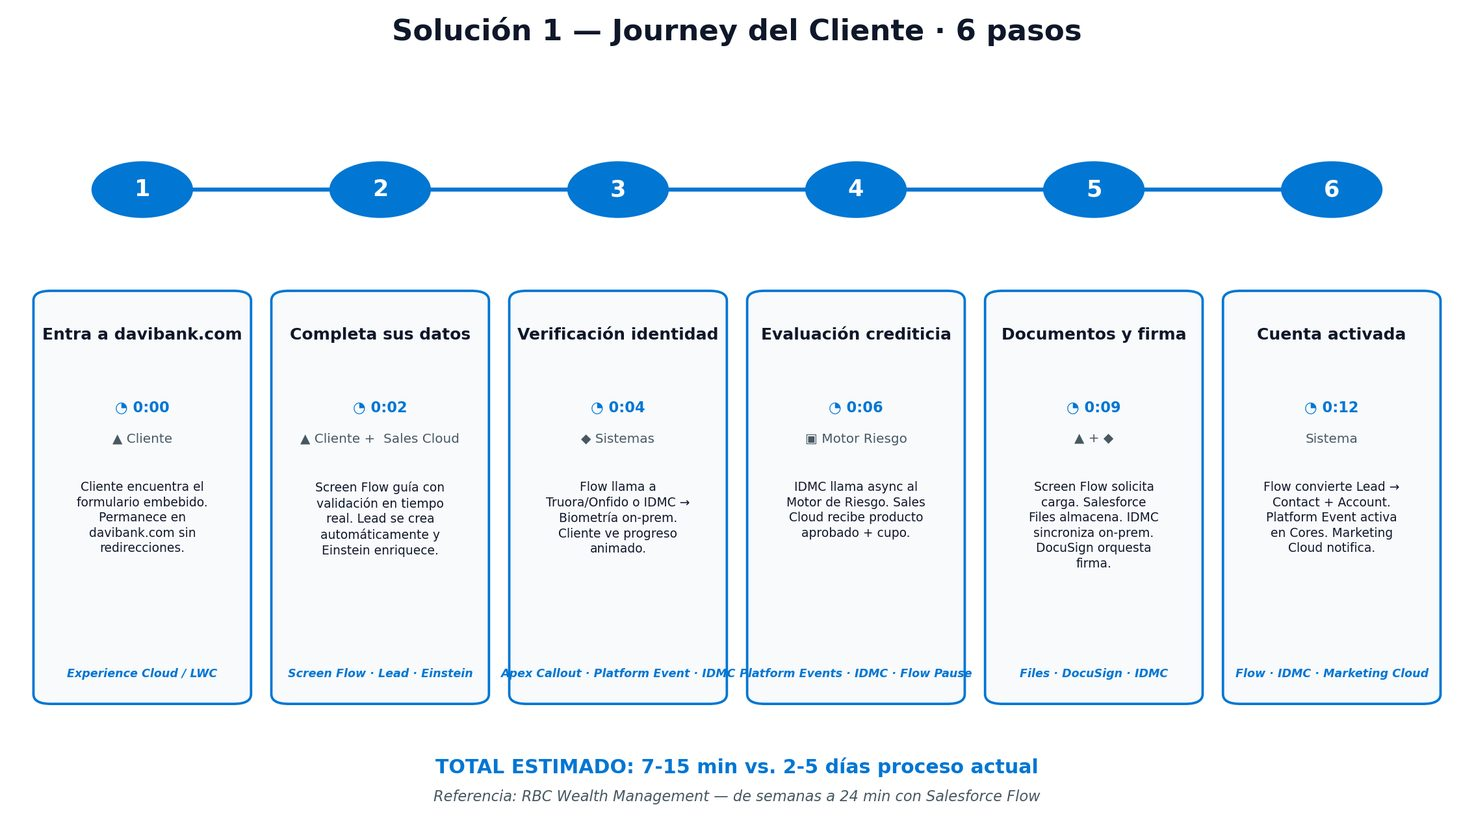 Solución 1 — Journey del Cliente · 6 pasos
1
2
3
4
5
6
Entra a davibank.com
◔ 0:00
▲ Cliente
Cliente encuentra el
formulario embebido.
Permanece en
davibank.com sin
redirecciones.
Experience Cloud / LWC
Completa sus datos
◔ 0:02
▲ Cliente +  Sales Cloud
Screen Flow guía con
validación en tiempo
real. Lead se crea
automáticamente y
Einstein enriquece.
Screen Flow · Lead · Einstein
Verificación identidad
◔ 0:04
◆ Sistemas
Flow llama a
Truora/Onfido o IDMC →
Biometría on-prem.
Cliente ve progreso
animado.
Apex Callout · Platform Event · IDMC
Evaluación crediticia
◔ 0:06
▣ Motor Riesgo
IDMC llama async al
Motor de Riesgo. Sales
Cloud recibe producto
aprobado + cupo.
Platform Events · IDMC · Flow Pause
Documentos y firma
◔ 0:09
▲ + ◆
Screen Flow solicita
carga. Salesforce
Files almacena. IDMC
sincroniza on-prem.
DocuSign orquesta
firma.
Files · DocuSign · IDMC
Cuenta activada
◔ 0:12
Sistema
Flow convierte Lead →
Contact + Account.
Platform Event activa
en Cores. Marketing
Cloud notifica.
Flow · IDMC · Marketing Cloud
TOTAL ESTIMADO: 7-15 min vs. 2-5 días proceso actual
Referencia: RBC Wealth Management — de semanas a 24 min con Salesforce Flow